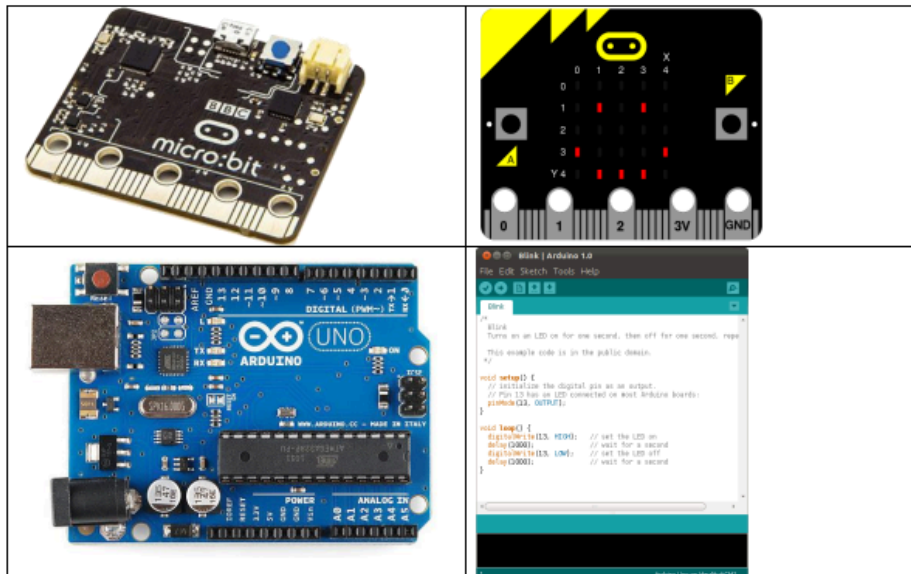 BBC
micro:bit
X
0 1 2 3 4
0
1
2
3
Y 4
A
B
0 1 2 3V GND
Reset
AREF
GND
13
12
~11
~10
~9
8
7
~6
~5
4
~3
2
TX→1
RX←0
DIGITAL (PWM~)
L
TX
RX
ARDUINO
UNO
ON
ICSP
WWW.ARDUINO.CC - MADE IN ITALY
POWER
ANALOG IN
IOREF
RESET
3.3V
5V
GND
GND
Vin
A0
A1
A2
A3
A4
A5
Blink | Arduino 1.0
File Edit Sketch Tools Help
Blink
/*
Blink
Turns on an LED on for one second, then off for one second, repe
This example code is in the public domain.
*/
void setup() {
// initialize the digital pin as an output.
// Pin 13 has an LED connected on most Arduino boards:
pinMode(13, OUTPUT);
}
void loop() {
digitalWrite(13, HIGH); // set the LED on
delay(1000); // wait for a second
digitalWrite(13, LOW); // set the LED off
delay(1000); // wait for a second
}